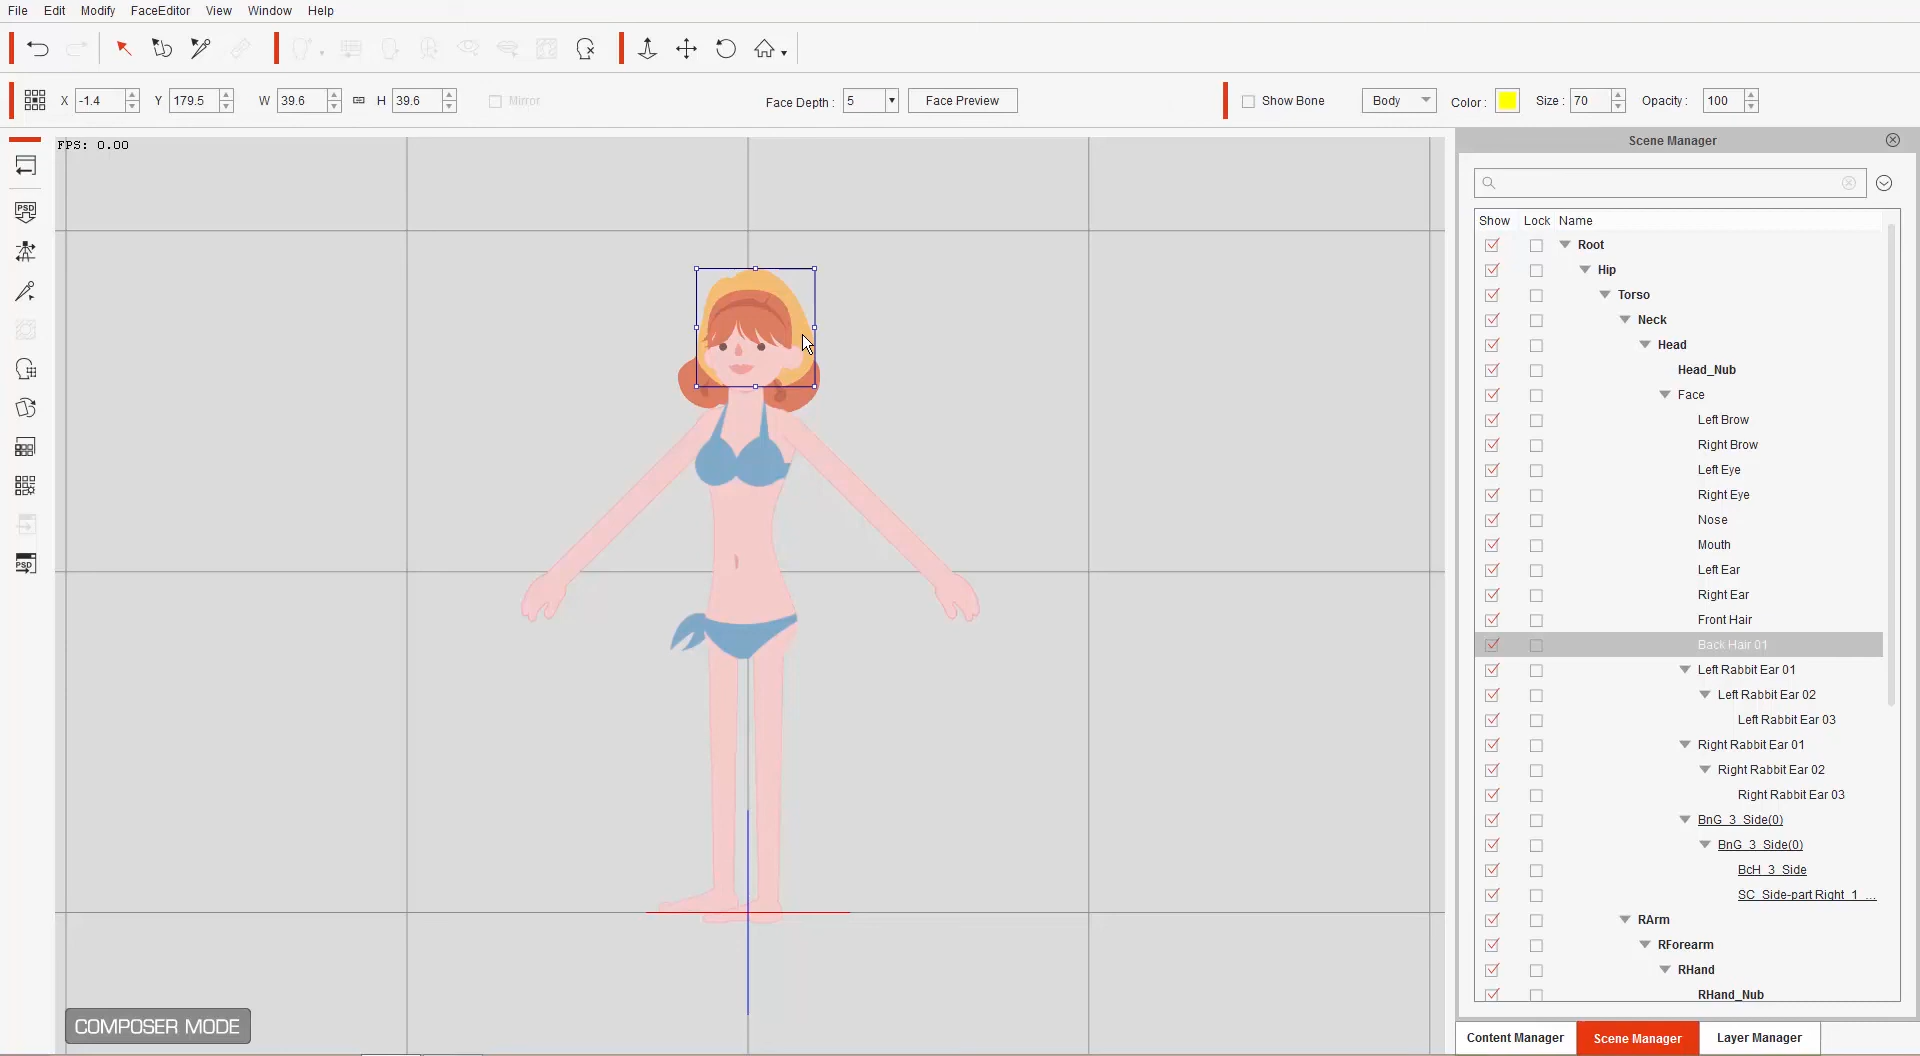 File Edit Modify FaceEditor View Window Help
X -1.4 Y 179.5 W 39.6 H 39.6 Mirror Face Depth : 5 Face Preview Show Bone Body Color : Size : 70 Opacity : 100
FPS: 0.00
Scene Manager
Show Lock Name
Root
Hip
Torso
Neck
Head
Head_Nub
Face
Left Brow
Right Brow
Left Eye
Right Eye
Nose
Mouth
Left Ear
Right Ear
Front Hair
Back Hair 01
Left Rabbit Ear 01
Left Rabbit Ear 02
Left Rabbit Ear 03
Right Rabbit Ear 01
Right Rabbit Ear 02
Right Rabbit Ear 03
BnG_3_Side(0)
BnG_3_Side(0)
BcH_3_Side
SC_Side-part Right_1_...
RArm
RForearm
RHand
RHand_Nub
PSD
PSD
COMPOSER MODE
Content Manager Scene Manager Layer Manager